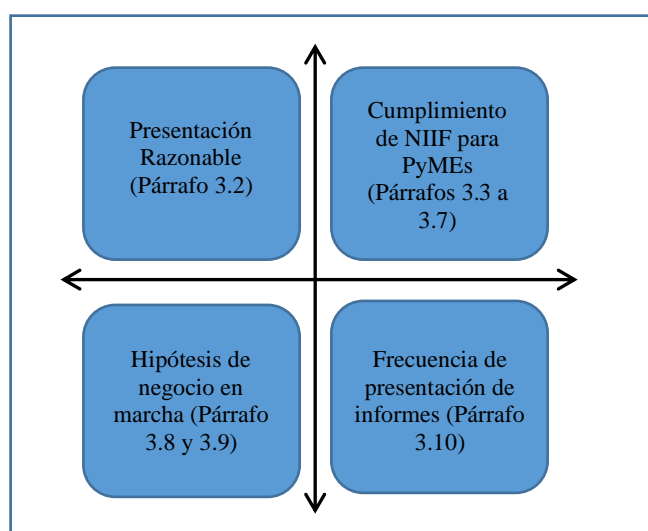 Presentación
Razonable
(Párrafo 3.2)
Cumplimiento
de NIIF para
PyMEs
(Párrafos 3.3 a
3.7)
Hipótesis de
negocio en
marcha (Párrafo
3.8 y 3.9)
Frecuencia de
presentación de
informes (Párrafo
3.10)